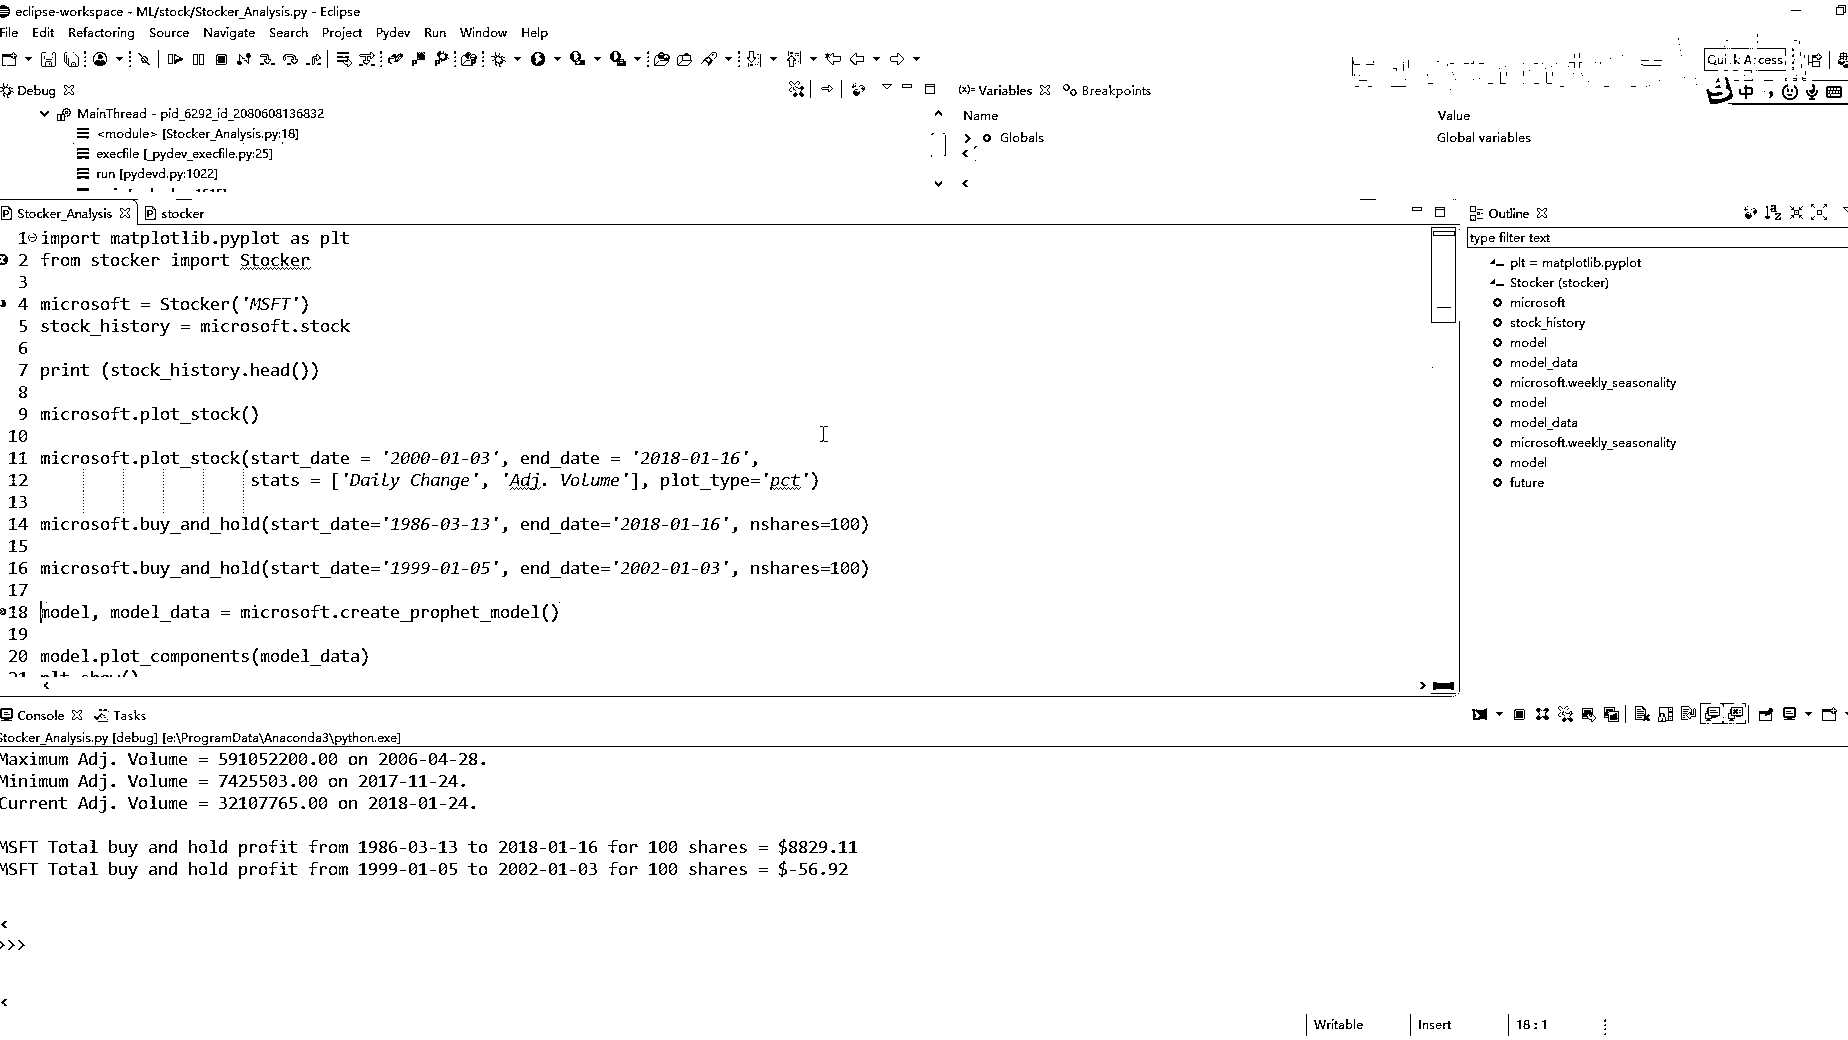 eclipse-workspace - ML/stock/Stocker_Analysis.py - Eclipse
File Edit Refactoring Source Navigate Search Project Pydev Run Window Help
Quick Access
中
Debug
(x)= Variables Breakpoints
MainThread - pid_6292_id_2080608136832
Name Value
<module> [Stocker_Analysis.py:18]
Globals Global variables
execfile [_pydev_execfile.py:25]
run [pydevd.py:1022]
Stocker_Analysis stocker
Outline
type filter text
1 import matplotlib.pyplot as plt
2 from stocker import Stocker
3
4 microsoft = Stocker('MSFT')
5 stock_history = microsoft.stock
6
7 print (stock_history.head())
8
9 microsoft.plot_stock()
10
11 microsoft.plot_stock(start_date = '2000-01-03', end_date = '2018-01-16',
12 stats = ['Daily Change', 'Adj. Volume'], plot_type='pct')
13
14 microsoft.buy_and_hold(start_date='1986-03-13', end_date='2018-01-16', nshares=100)
15
16 microsoft.buy_and_hold(start_date='1999-01-05', end_date='2002-01-03', nshares=100)
17
18 model, model_data = microsoft.create_prophet_model()
19
20 model.plot_components(model_data)
21 plt.show()
plt = matplotlib.pyplot
Stocker (stocker)
microsoft
stock_history
model
model_data
microsoft.weekly_seasonality
model
model_data
microsoft.weekly_seasonality
model
future
Console Tasks
Stocker_Analysis.py [debug] [e:\ProgramData\Anaconda3\python.exe]
Maximum Adj. Volume = 591052200.00 on 2006-04-28.
Minimum Adj. Volume = 7425503.00 on 2017-11-24.
Current Adj. Volume = 32107765.00 on 2018-01-24.
MSFT Total buy and hold profit from 1986-03-13 to 2018-01-16 for 100 shares = $8829.11
MSFT Total buy and hold profit from 1999-01-05 to 2002-01-03 for 100 shares = $-56.92
>>>
Writable Insert 18 : 1